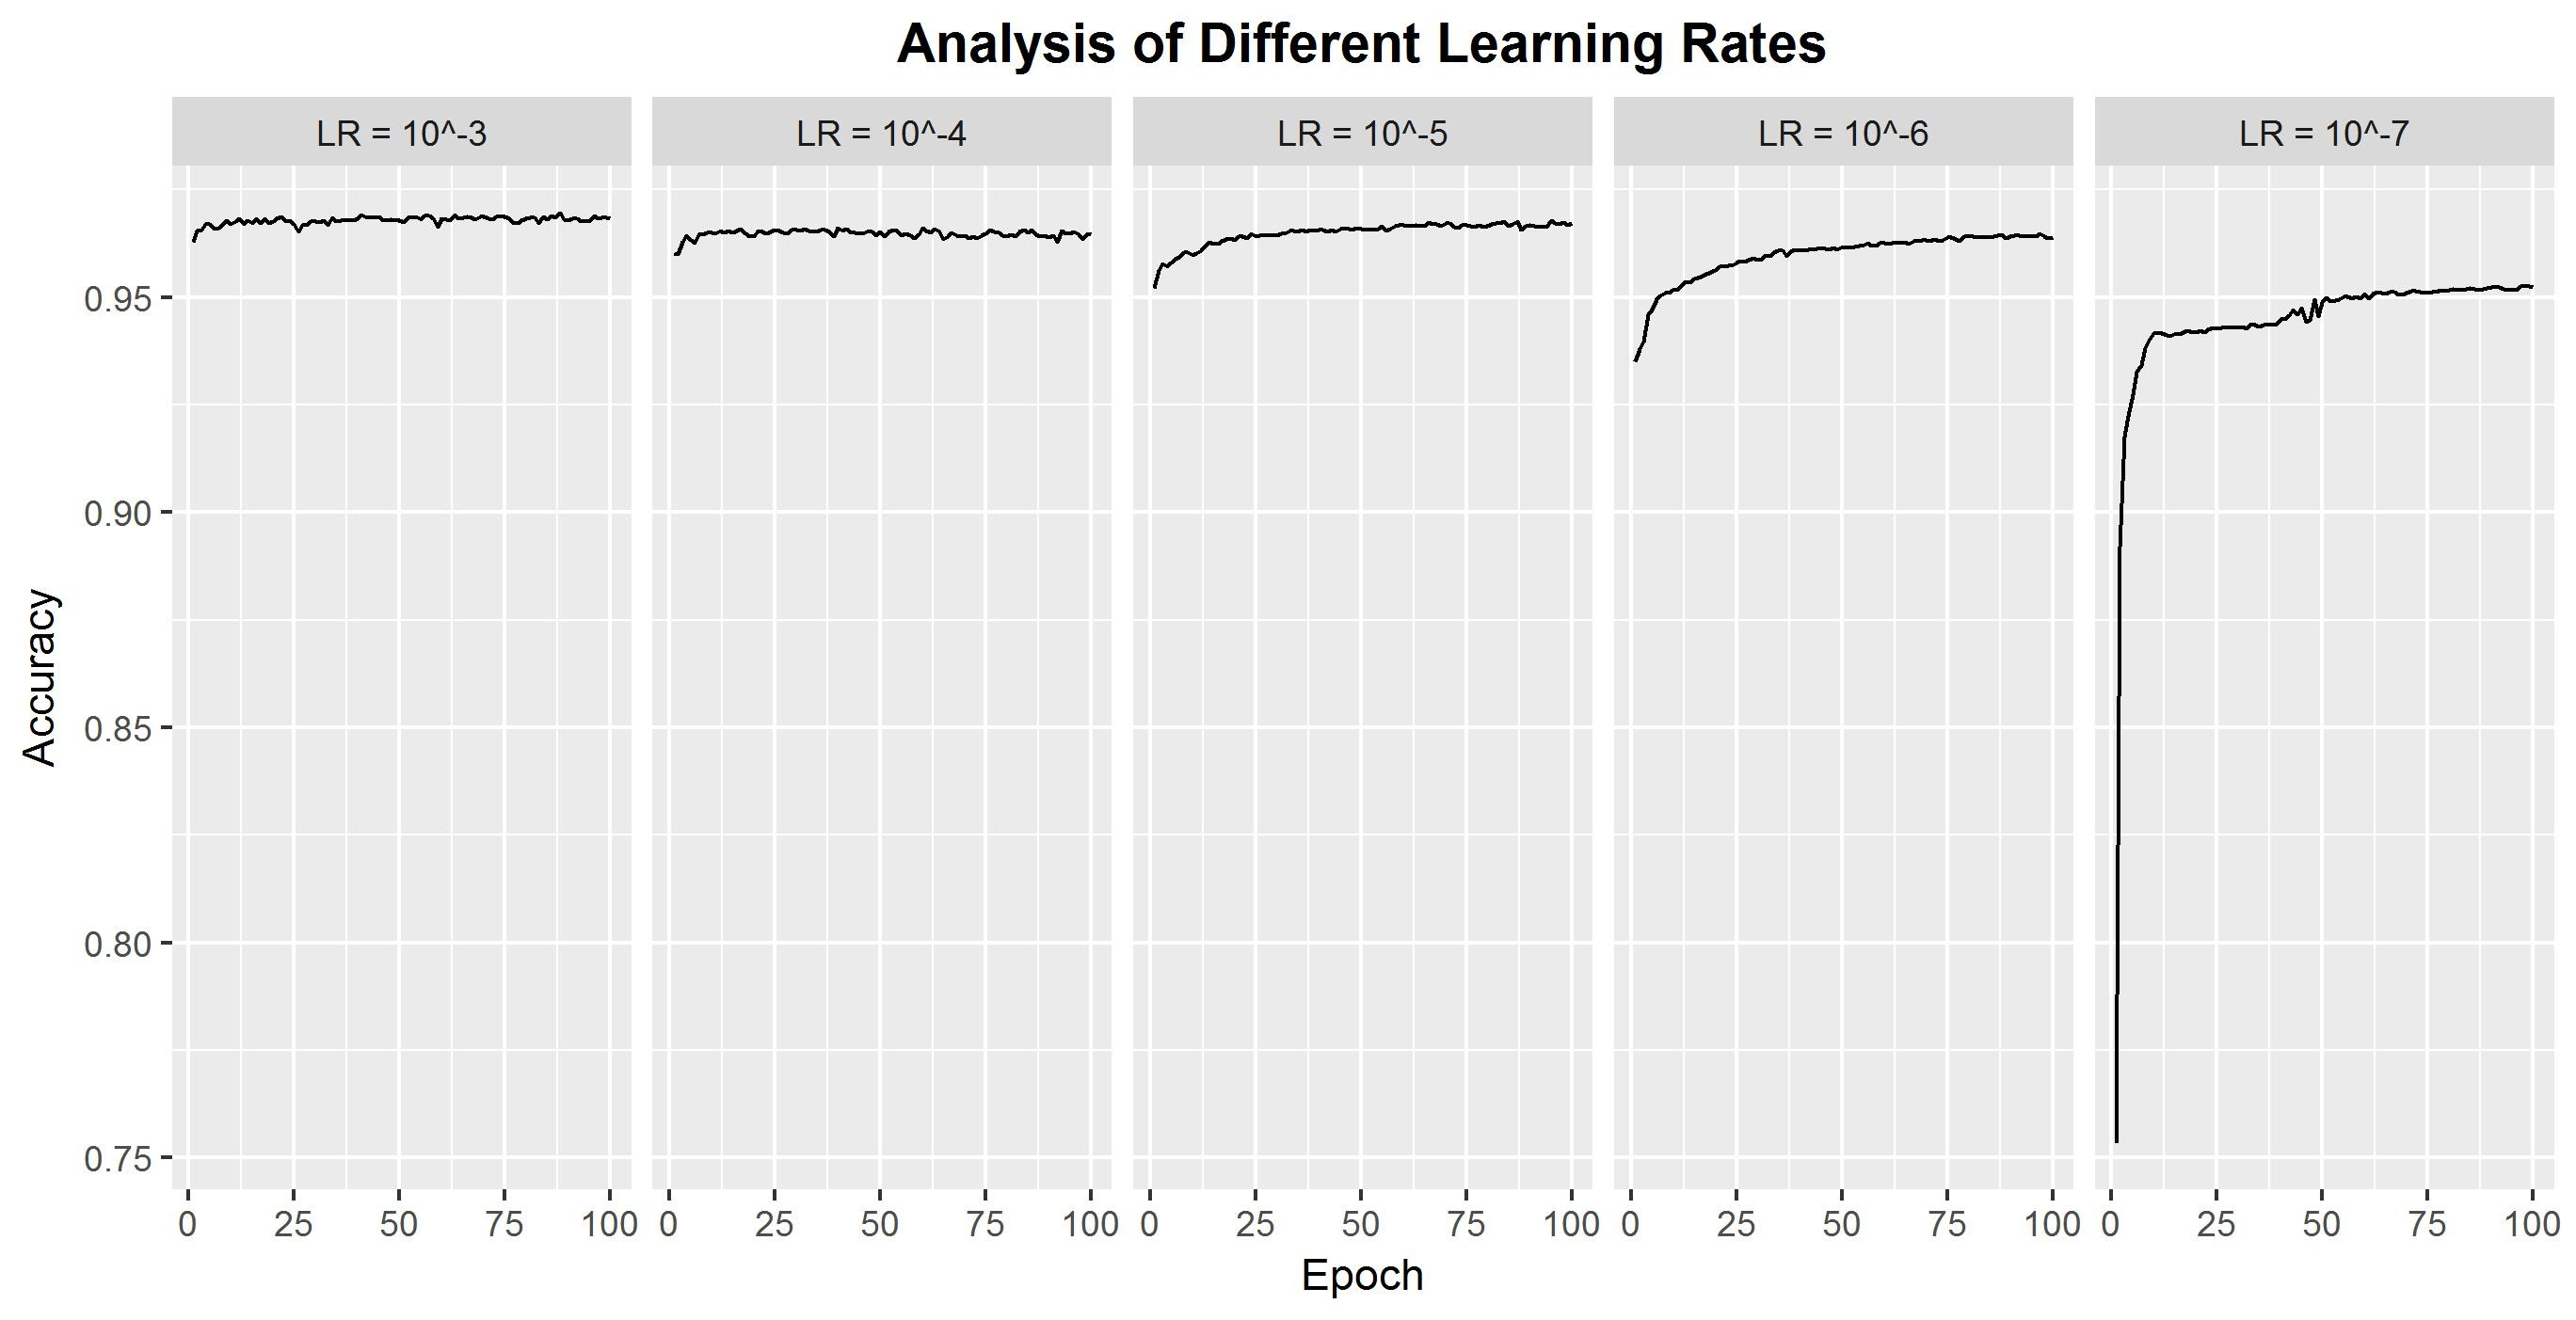 Analysis of Different Learning Rates
LR = 10^-3
LR = 10^-4
LR = 10^-5
LR = 10^-6
LR = 10^-7
Accuracy
0.95
0.90
0.85
0.80
0.75
0 25 50 75 100
0 25 50 75 100
0 25 50 75 100
0 25 50 75 100
0 25 50 75 100
Epoch